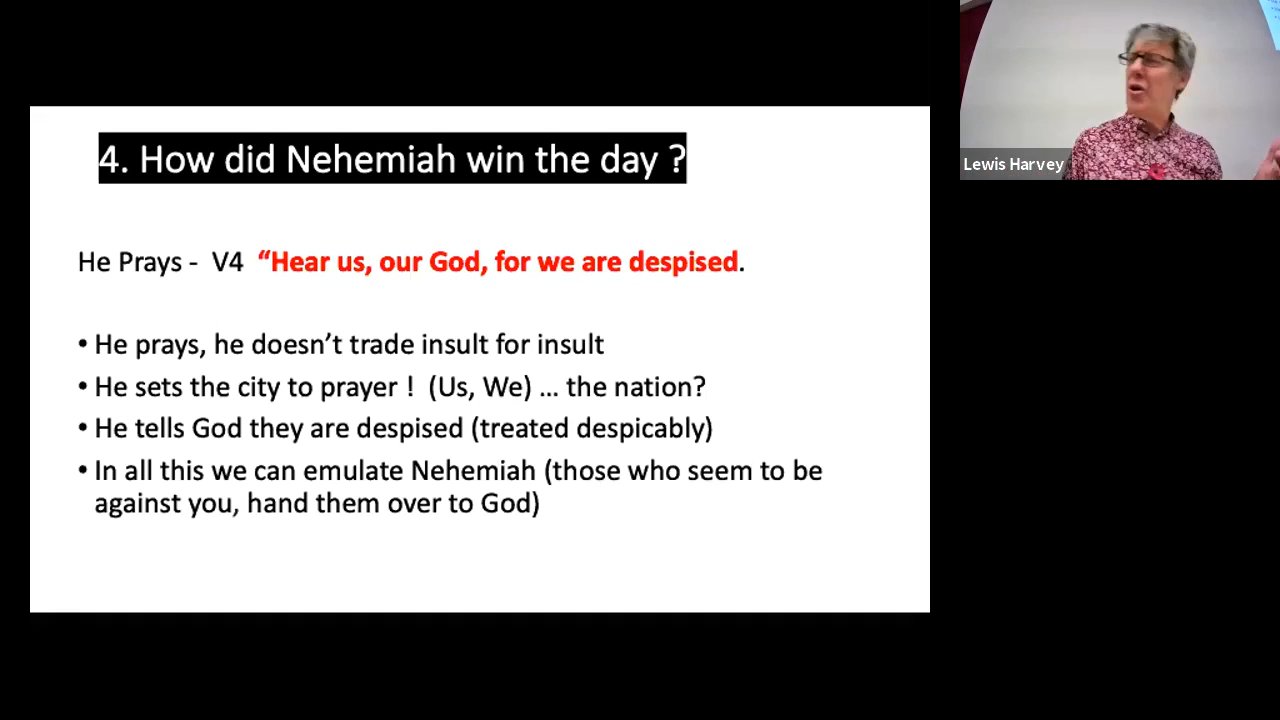 4. How did Nehemiah win the day ?
He Prays - V4 “Hear us, our God, for we are despised.
• He prays, he doesn’t trade insult for insult
• He sets the city to prayer ! (Us, We) … the nation?
• He tells God they are despised (treated despicably)
• In all this we can emulate Nehemiah (those who seem to be
against you, hand them over to God)
Lewis Harvey